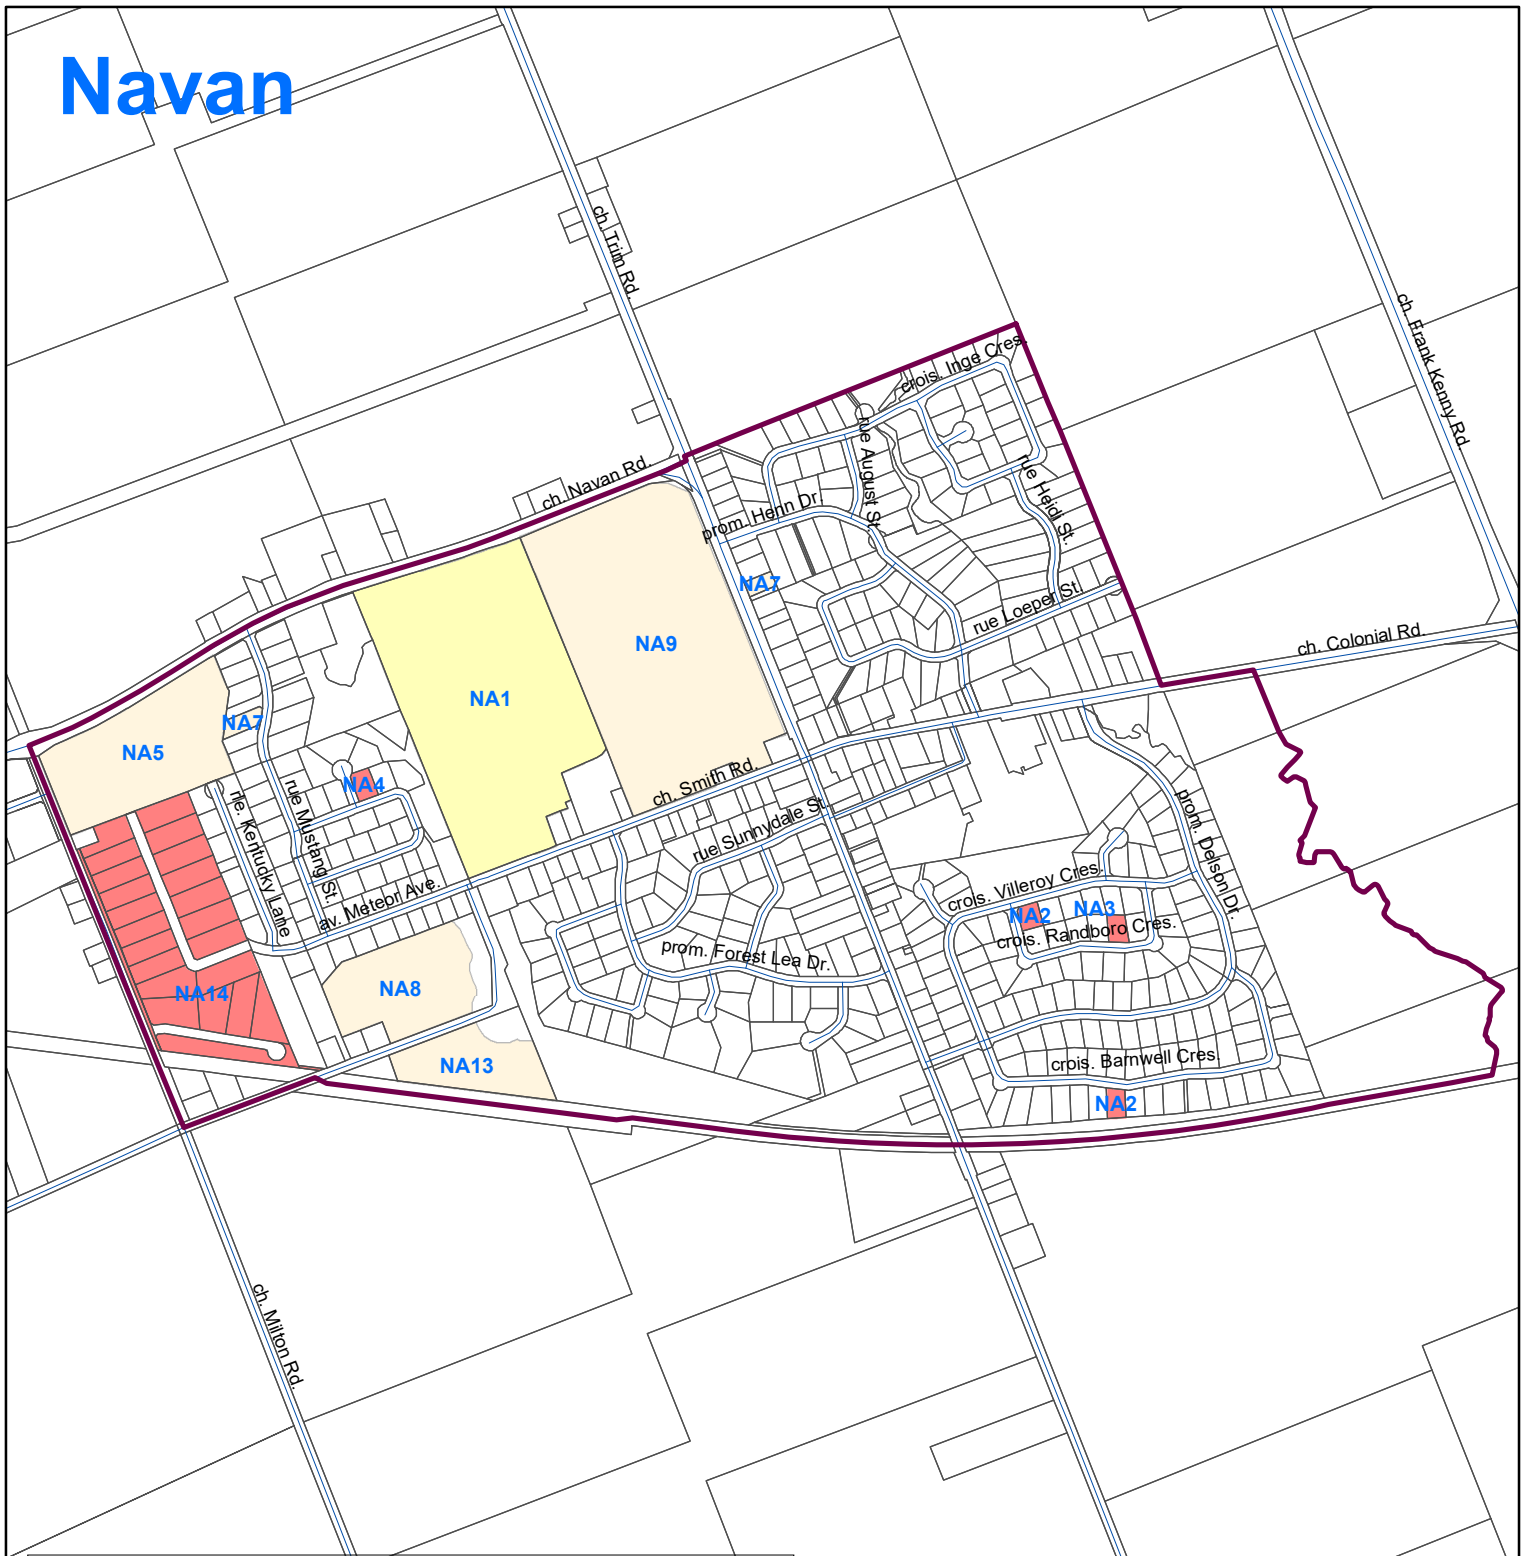 Navan
ch. Trim Rd.
ch. Frank Kenny Rd.
crois. Inge Cres.
rue August St.
ch. Navan Rd.
rue Heidi St.
prom. Henn Dr.
NA7
rue Loeper St.
NA9
ch. Colonial Rd.
NA1
NA7
NA5
ch. Smith Rd.
NA4
rle. Kentucky Lane
rue Mustang St.
rue Sunnydale St.
prom. Delson Dr.
av. Meteor Ave.
crois. Villeroy Cres.
NA2
NA3
crois. Randboro Cres.
prom. Forest Lea Dr.
NA8
NA14
NA13
crois. Barnwell Cres.
NA2
ch. Milton Rd.